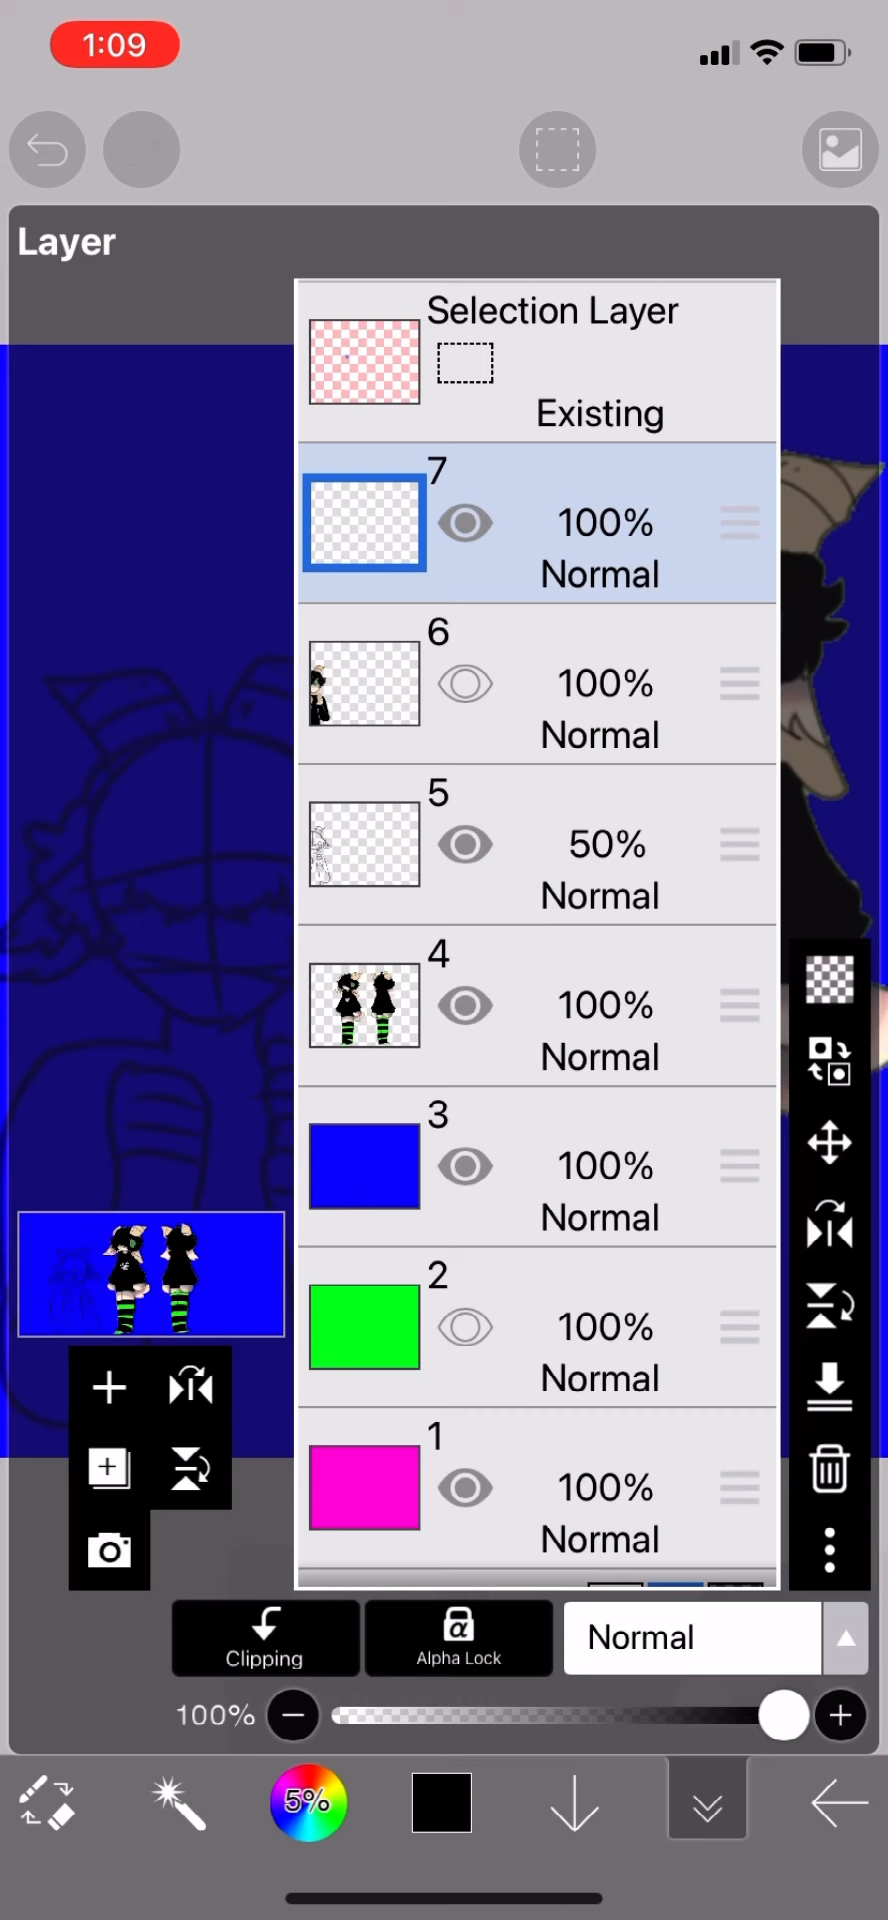 1:09
Layer
Selection Layer
Existing
7
100%
Normal
6
100%
Normal
5
50%
Normal
4
100%
Normal
3
100%
Normal
2
100%
Normal
1
100%
Normal
Clipping
α
Alpha Lock
Normal
100%
5%